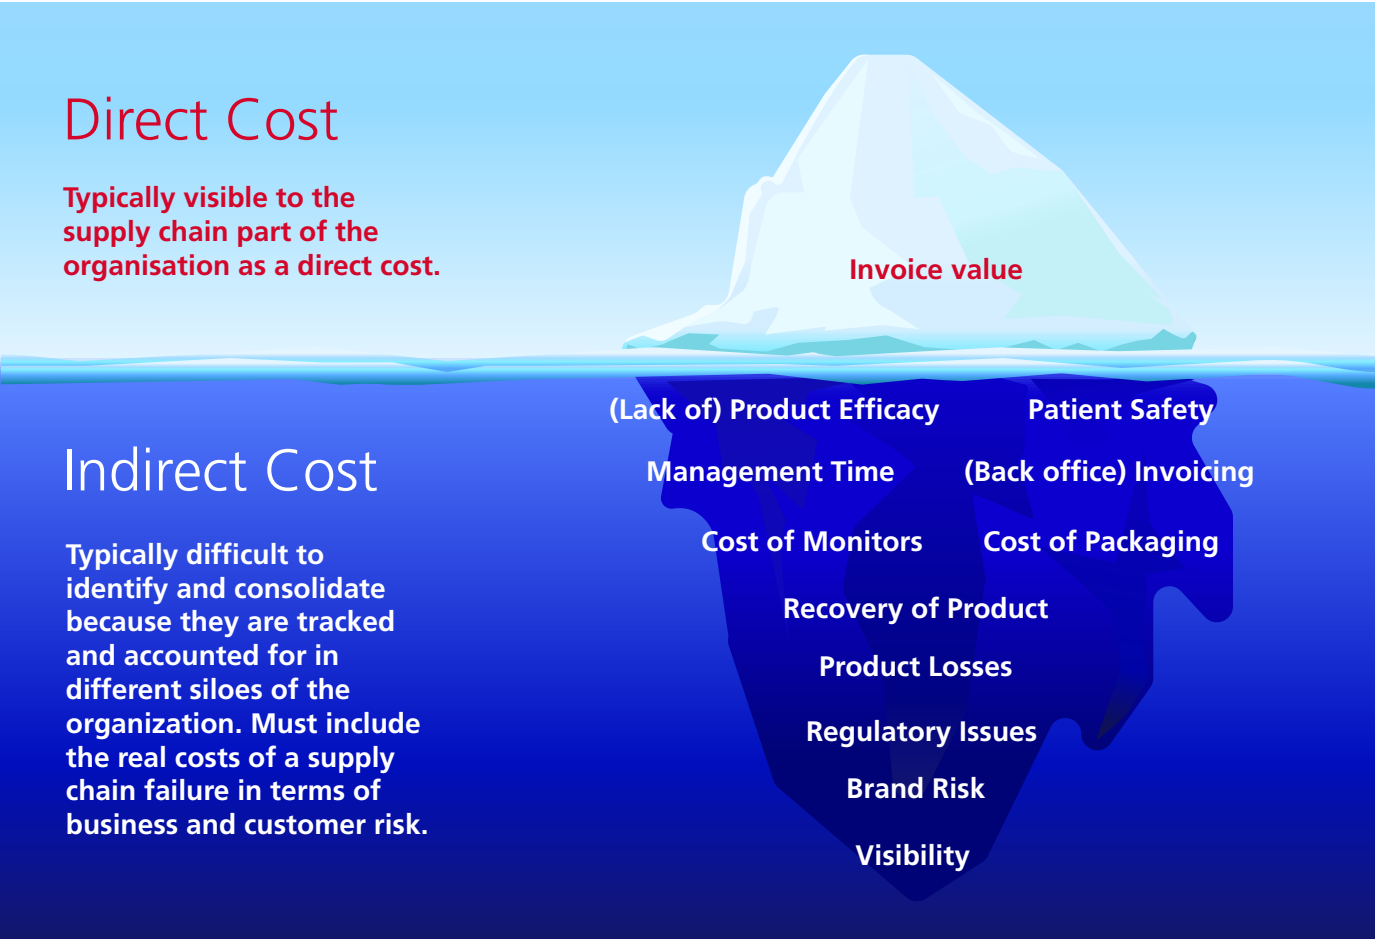 Direct Cost
Typically visible to the
supply chain part of the
organisation as a direct cost.
Invoice value
(Lack of) Product Efficacy
Patient Safety
Management Time
(Back office) Invoicing
Cost of Monitors
Cost of Packaging
Recovery of Product
Product Losses
Regulatory Issues
Brand Risk
Visibility
Indirect Cost
Typically difficult to
identify and consolidate
because they are tracked
and accounted for in
different siloes of the
organization. Must include
the real costs of a supply
chain failure in terms of
business and customer risk.